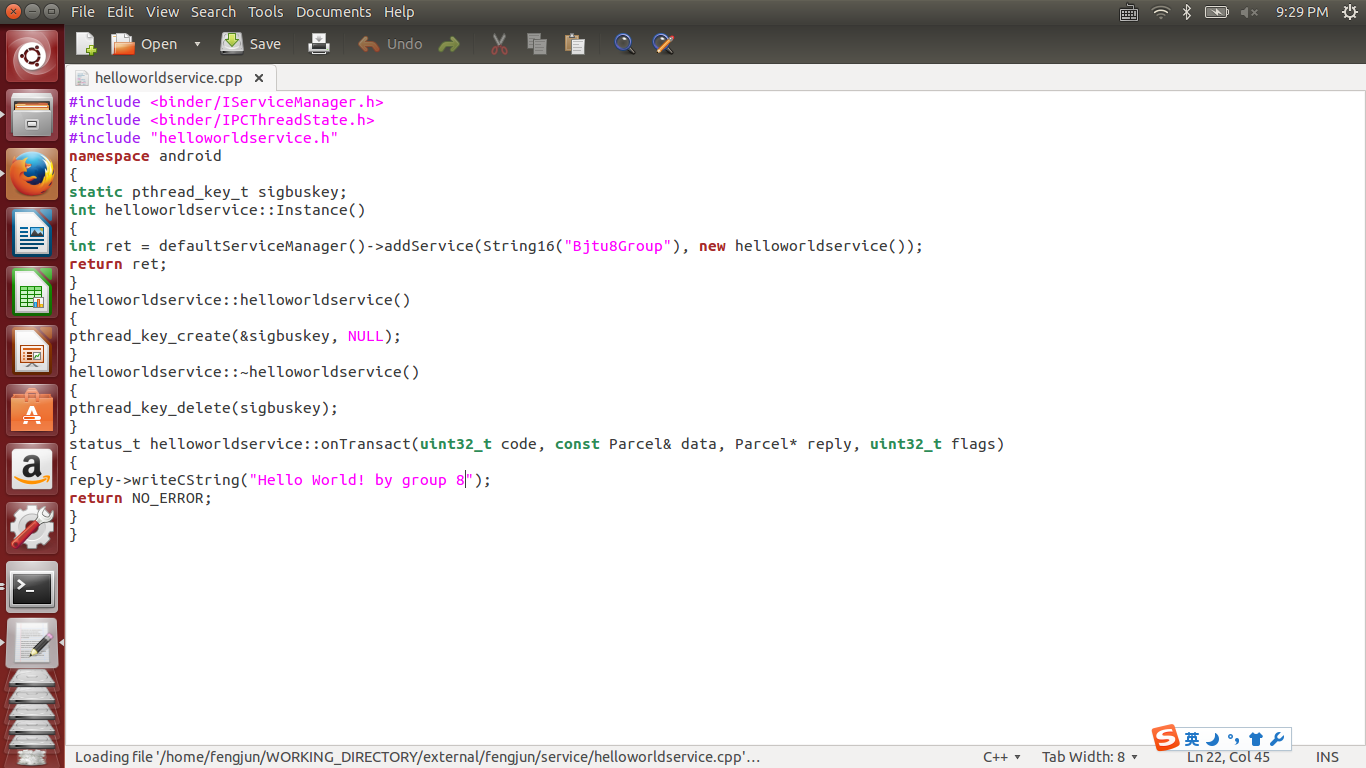 File Edit View Search Tools Documents Help
9:29 PM
Open Save Undo
helloworldservice.cpp
#include <binder/IServiceManager.h>
#include <binder/IPCThreadState.h>
#include "helloworldservice.h"
namespace android
{
static pthread_key_t sigbuskey;
int helloworldservice::Instance()
{
int ret = defaultServiceManager()->addService(String16("Bjtu8Group"), new helloworldservice());
return ret;
}
helloworldservice::helloworldservice()
{
pthread_key_create(&sigbuskey, NULL);
}
helloworldservice::~helloworldservice()
{
pthread_key_delete(sigbuskey);
}
status_t helloworldservice::onTransact(uint32_t code, const Parcel& data, Parcel* reply, uint32_t flags)
{
reply->writeCString("Hello World! by group 8");
return NO_ERROR;
}
}
英
Loading file '/home/fengjun/WORKING_DIRECTORY/external/fengjun/service/helloworldservice.cpp'… C++ Tab Width: 8 Ln 22, Col 45 INS